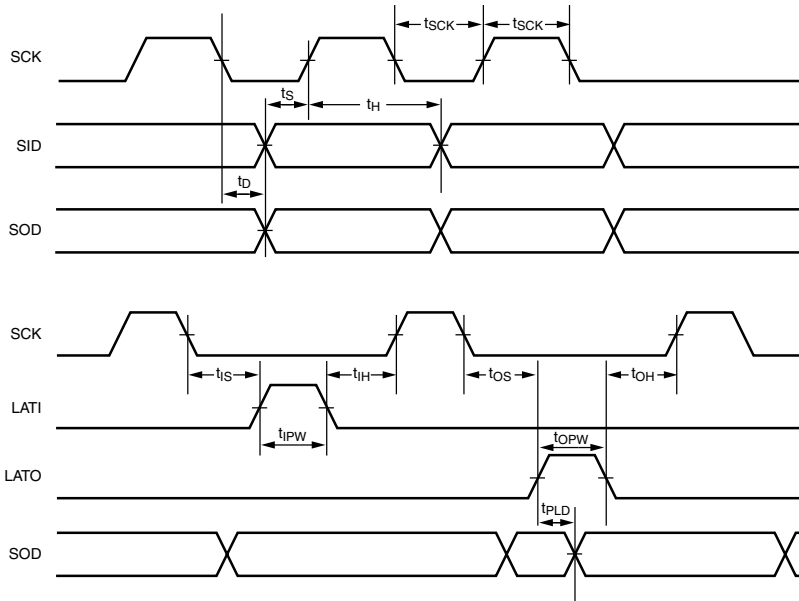 tSCK tSCK
SCK
tS
tH
SID
tD
SOD
SCK
tIS tIH tOS tOH
LATI
tIPW tOPW
LATO
tPLD
SOD